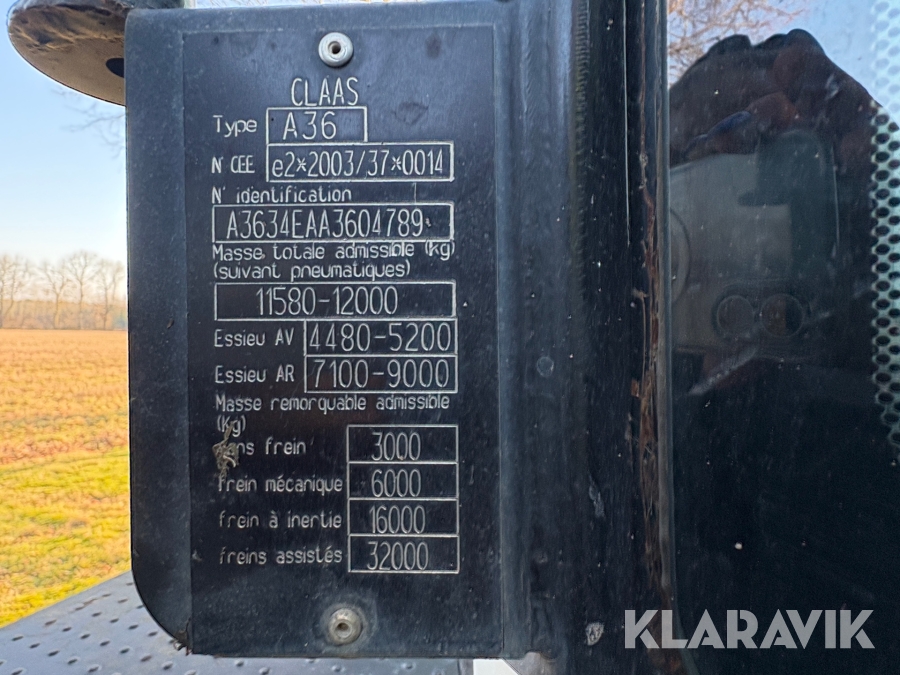 CLAAS
Type A36
N° CEE e2*2003/37*0014
N° identification
A3634EAA3604789
Masse totale admissible (kg)
(suivant pneumatiques)
11580-12000
Essieu AV 4480-5200
Essieu AR 7100-9000
Masse remorquable admissible
(Kg)
frein 3000
frein mécanique 6000
frein à inertie 16000
freins assistés 32000
KLARAVIK